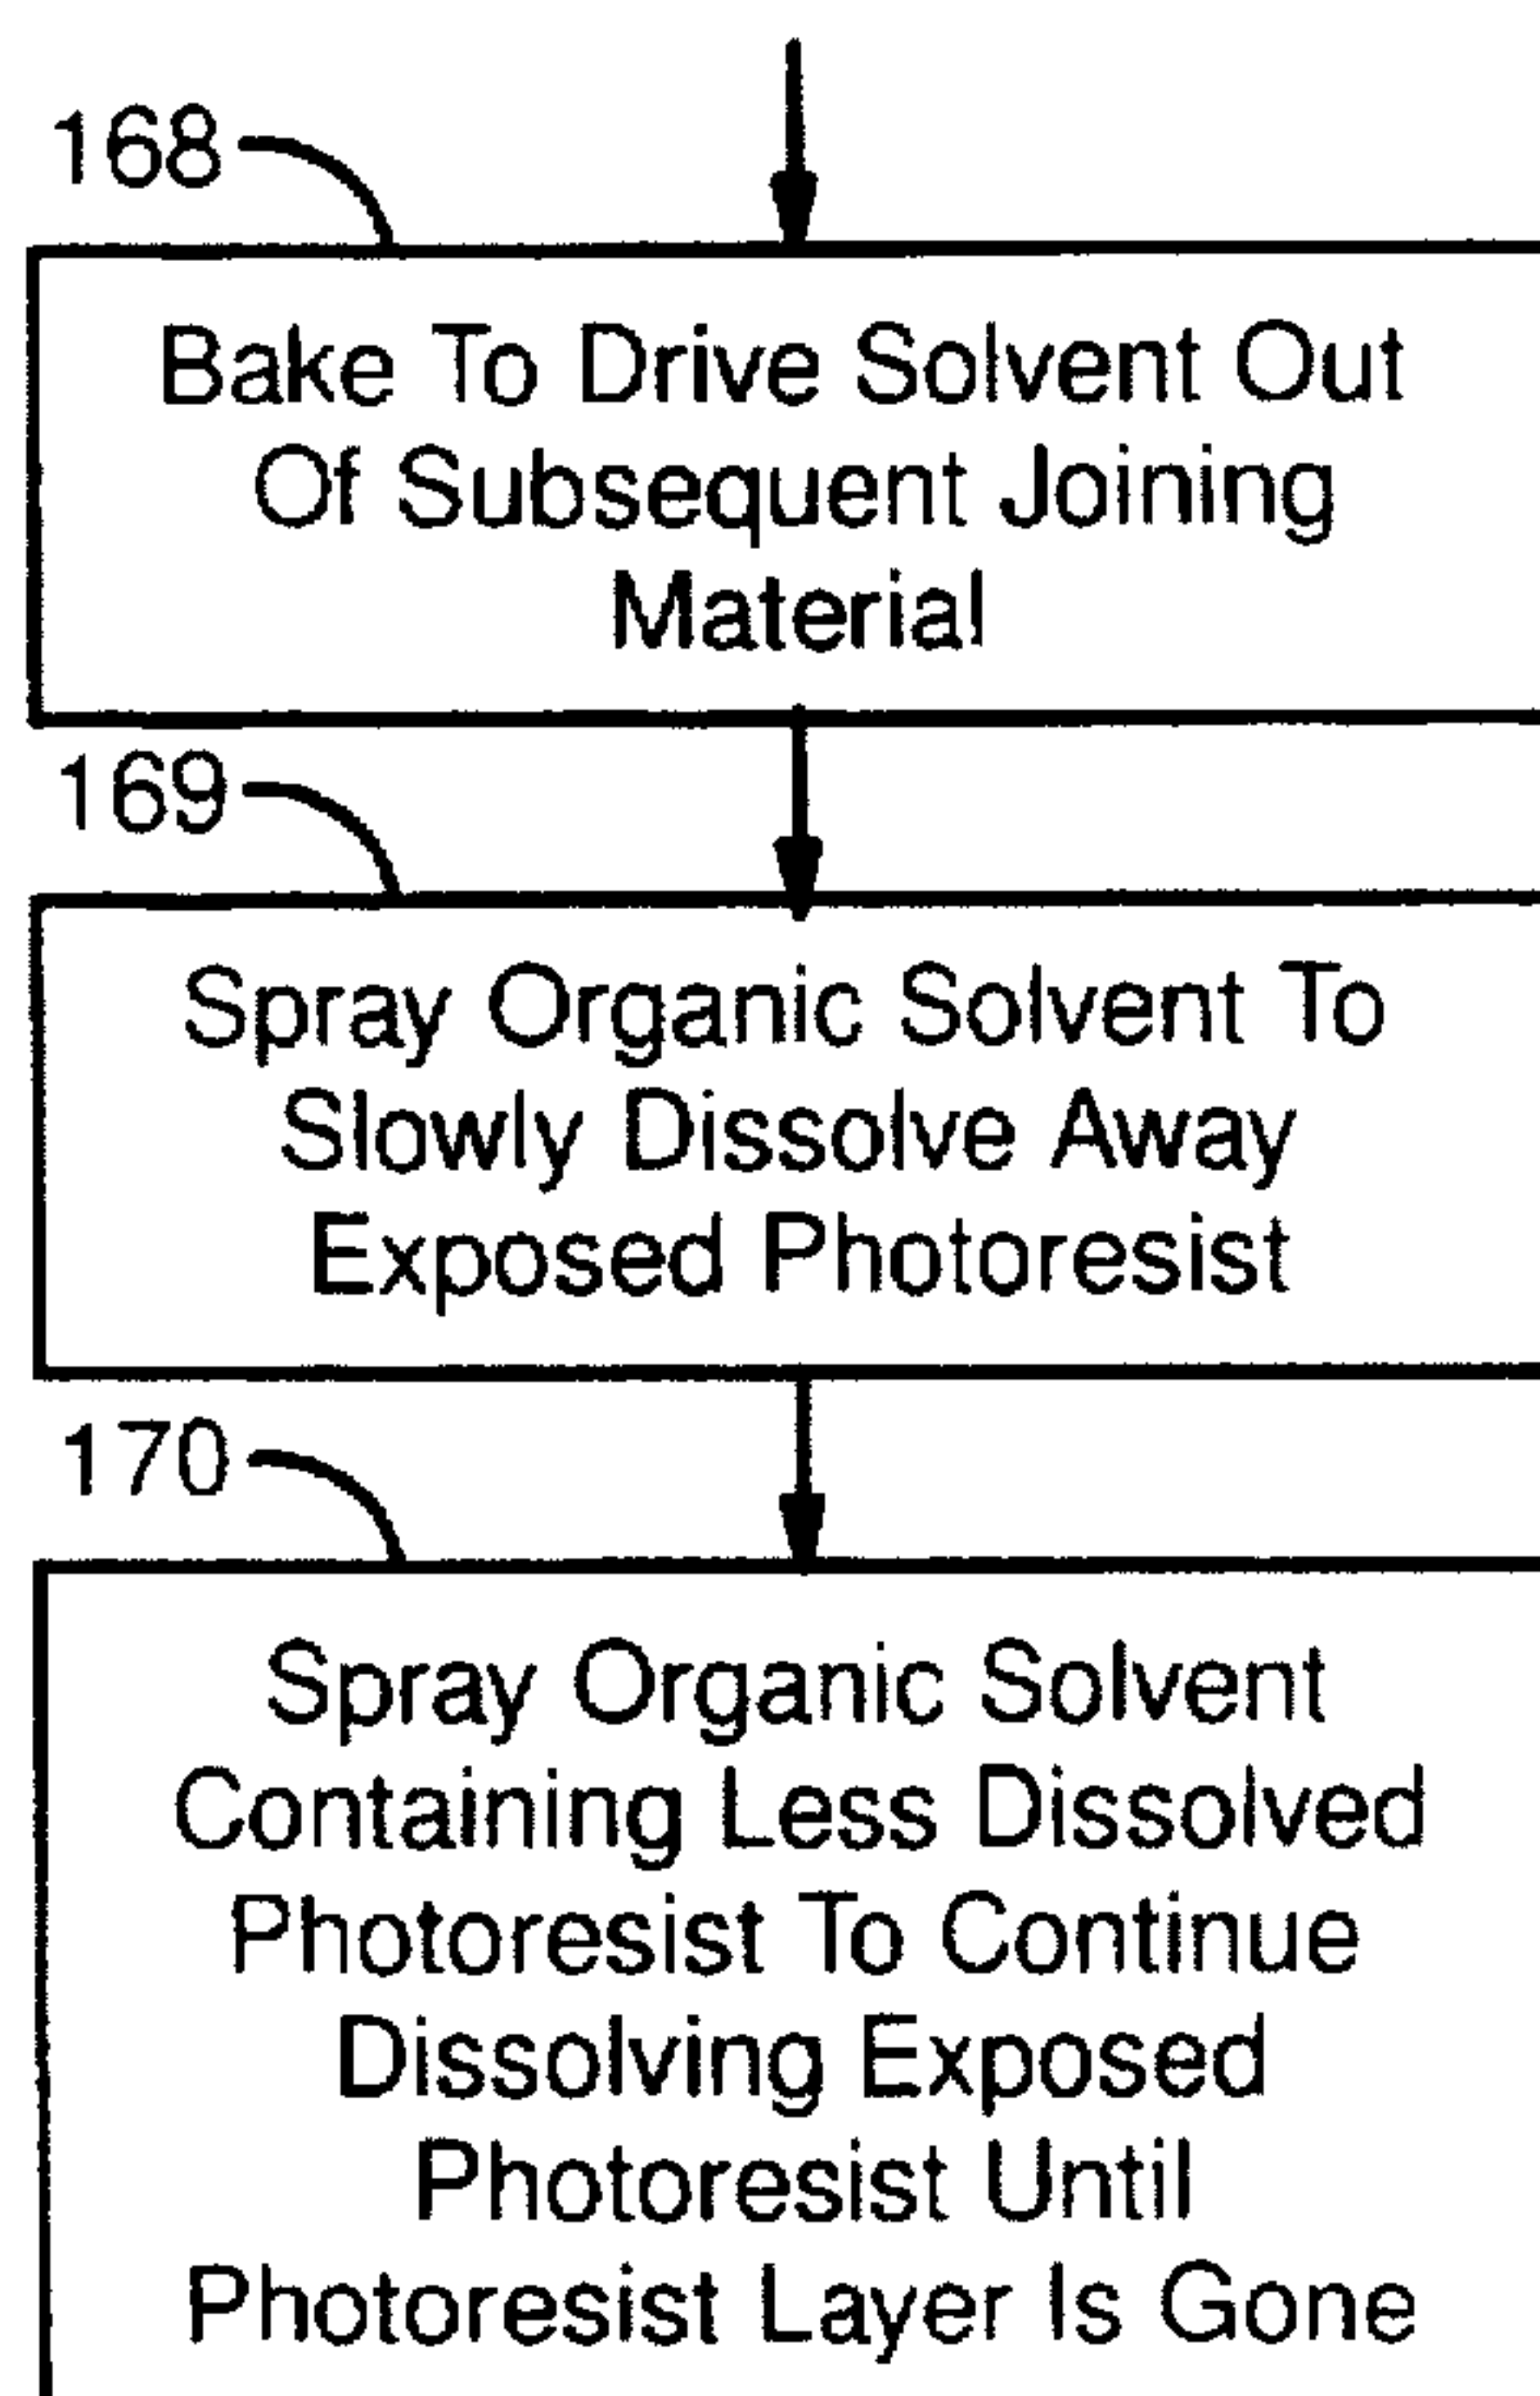 168
Bake To Drive Solvent Out
Of Subsequent Joining
Material
169
Spray Organic Solvent To
Slowly Dissolve Away
Exposed Photoresist
170
Spray Organic Solvent
Containing Less Dissolved
Photoresist To Continue
Dissolving Exposed
Photoresist Until
Photoresist Layer Is Gone